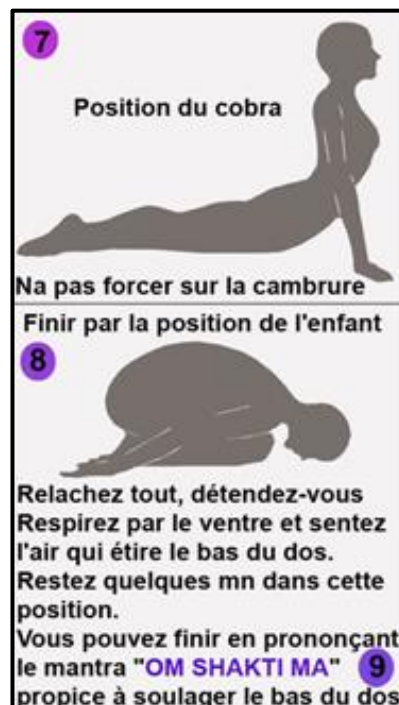 7
Position du cobra
Na pas forcer sur la cambrure
Finir par la position de l'enfant
8
Relachez tout, détendez-vous
Respirez par le ventre et sentez
l'air qui étire le bas du dos.
Restez quelques mn dans cette
position.
Vous pouvez finir en prononçant
le mantra "OM SHAKTI MA" 9
propice à soulager le bas du dos